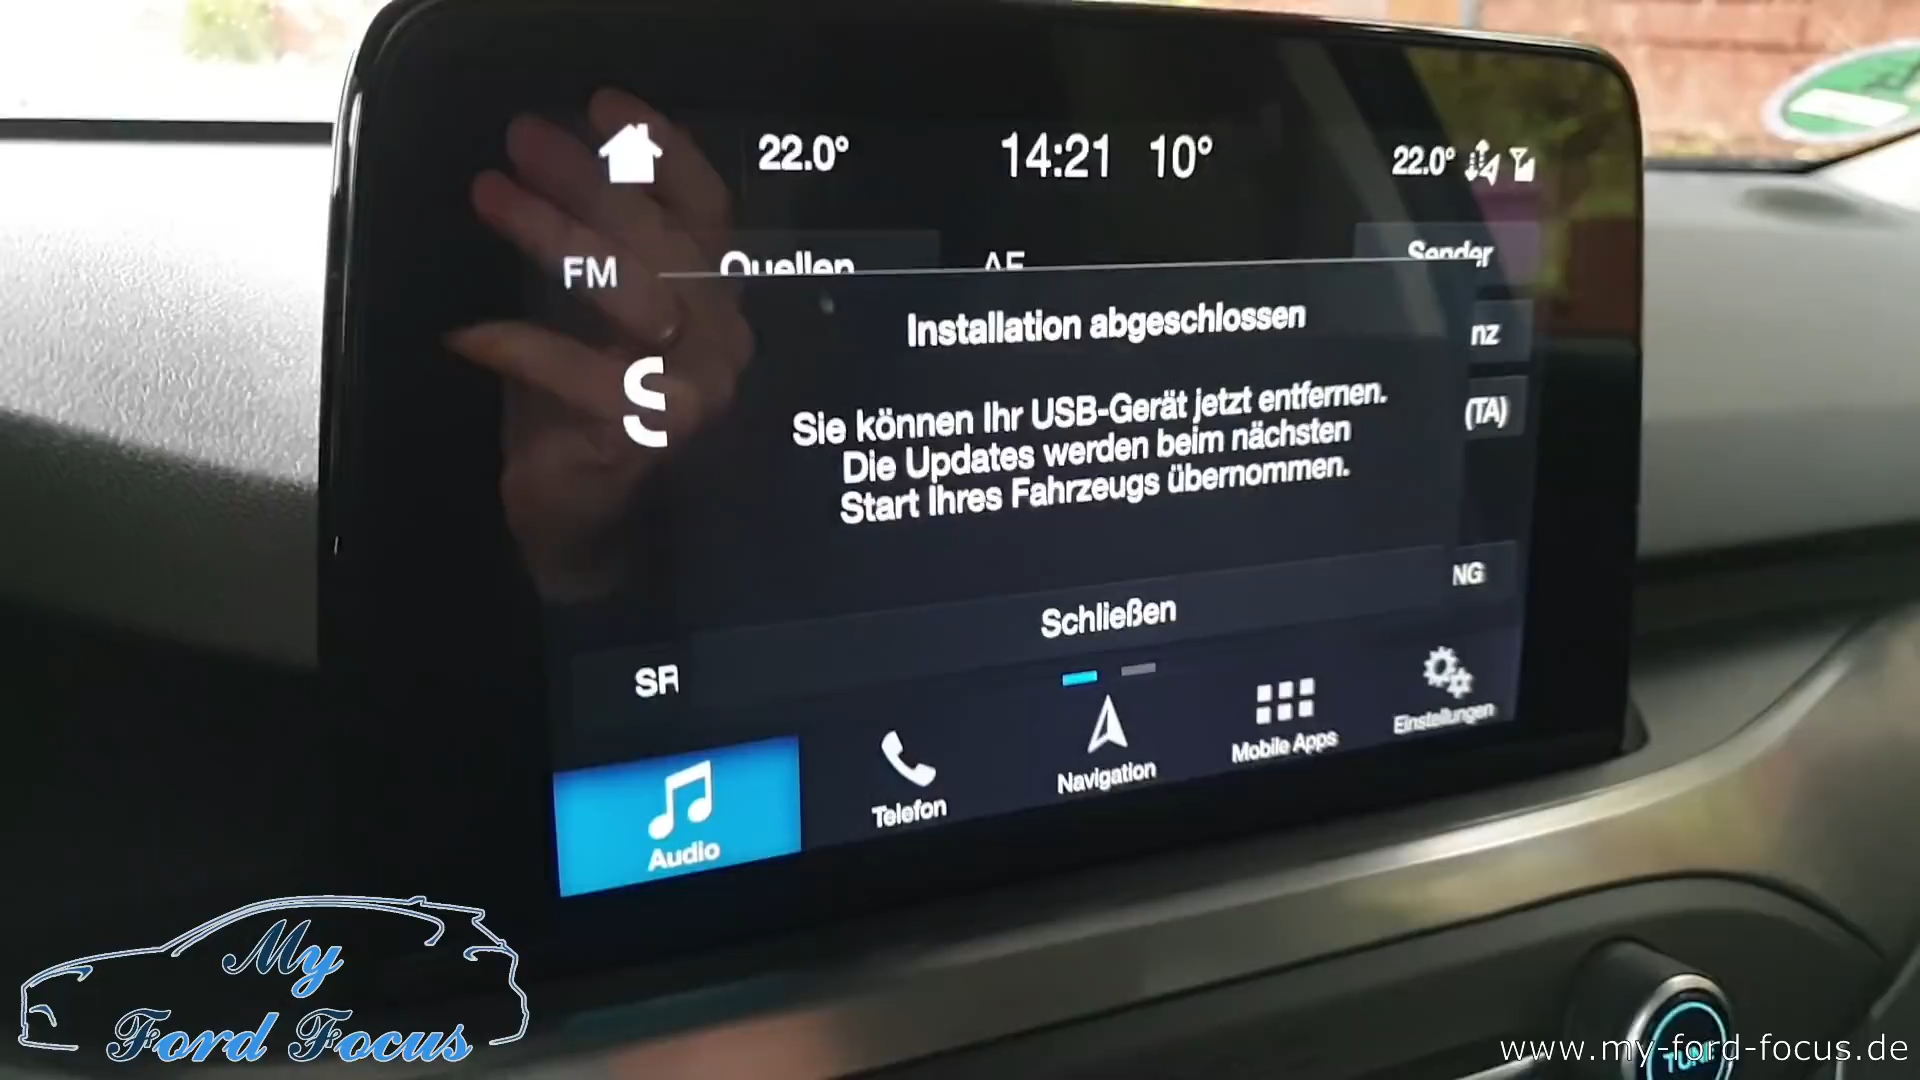 22.0° 14:21 10° 22.0°
FM Quellen AF Sender
Installation abgeschlossen
nz
S
Sie können Ihr USB-Gerät jetzt entfernen.
(TA)
Die Updates werden beim nächsten
Start Ihres Fahrzeugs übernommen.
NG
Schließen
SR
Audio
Telefon
Navigation
Mobile Apps
Einstellungen
My
Ford Focus
www.my-ford-focus.de
TUNE